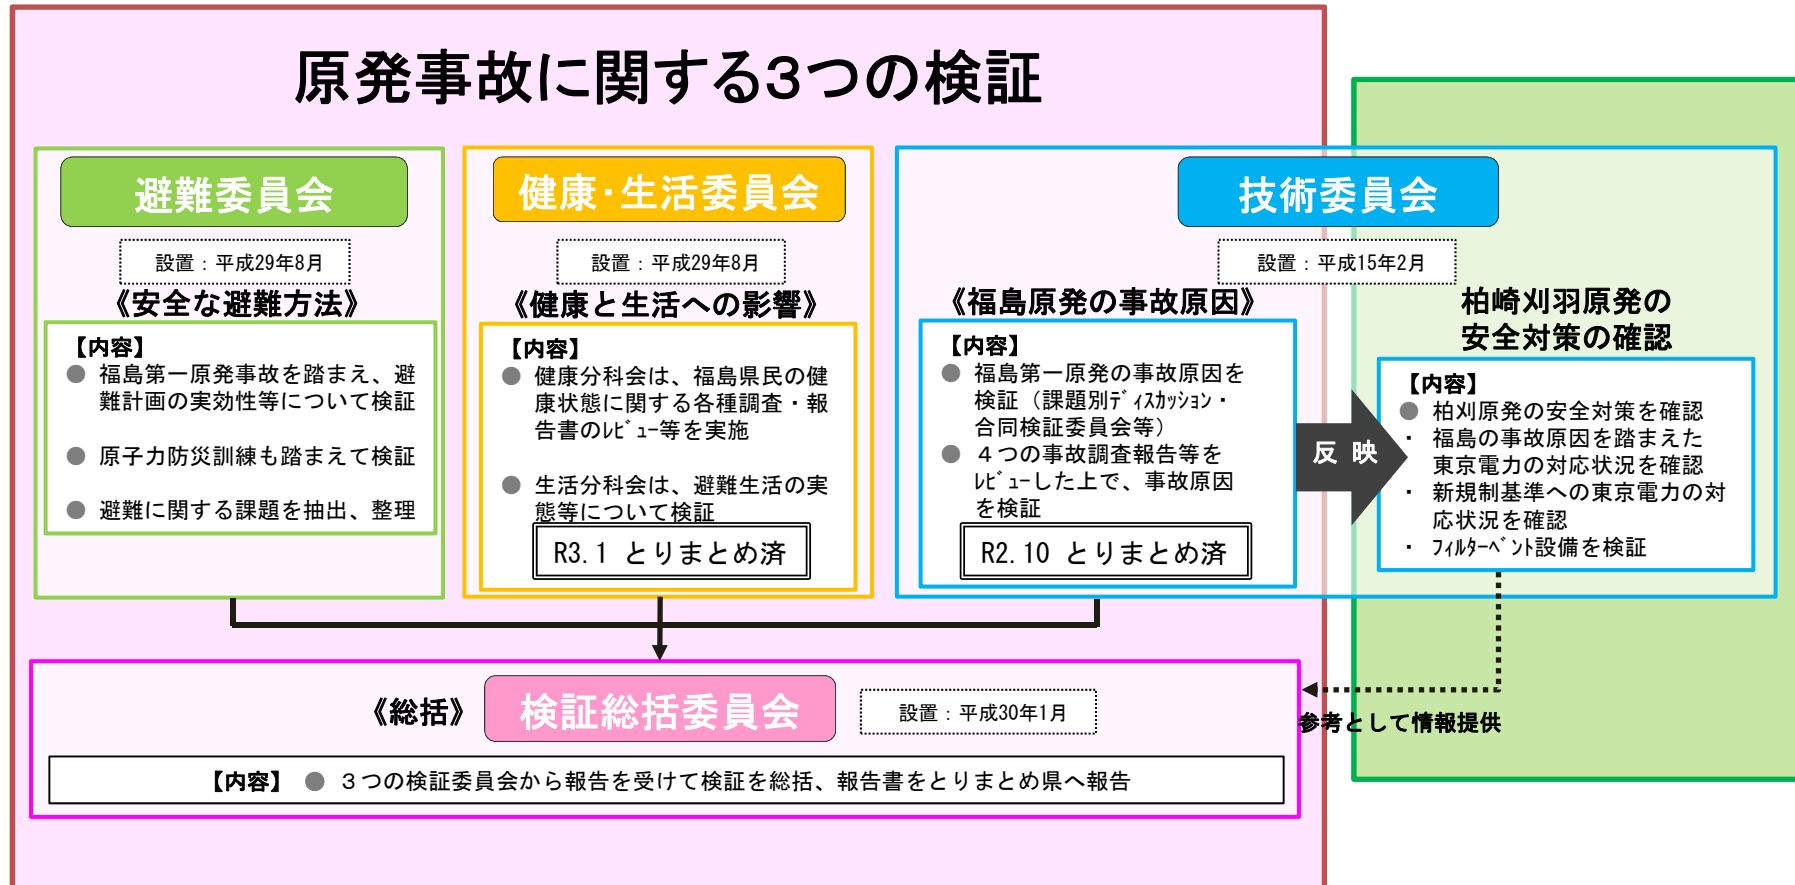 原発事故に関する3つの検証
避難委員会
設置：平成29年8月
《安全な避難方法》
【内容】
● 福島第一原発事故を踏まえ、避
難計画の実効性等について検証
● 原子力防災訓練も踏まえて検証
● 避難に関する課題を抽出、整理
健康・生活委員会
設置：平成29年8月
《健康と生活への影響》
【内容】
● 健康分科会は、福島県民の健
康状態に関する各種調査・報
告書のﾚﾋﾞｭｰ等を実施
● 生活分科会は、避難生活の実
態等について検証
R3.1 とりまとめ済
技術委員会
設置：平成15年2月
《福島原発の事故原因》
【内容】
● 福島第一原発の事故原因を
検証（課題別ﾃﾞｨｽｶｯｼｮﾝ・
合同検証委員会等）
● ４つの事故調査報告等を
ﾚﾋﾞｭｰした上で、事故原因
を検証
R2.10 とりまとめ済
反 映
柏崎刈羽原発の
安全対策の確認
【内容】
● 柏刈原発の安全対策を確認
・ 福島の事故原因を踏まえた
東京電力の対応状況を確認
・ 新規制基準への東京電力の対
応状況を確認
・ ﾌｨﾙﾀｰﾍﾞﾝﾄ設備を検証
《総括》
検証総括委員会
設置：平成30年1月
参考として情報提供
【内容】 ● ３つの検証委員会から報告を受けて検証を総括、報告書をとりまとめ県へ報告